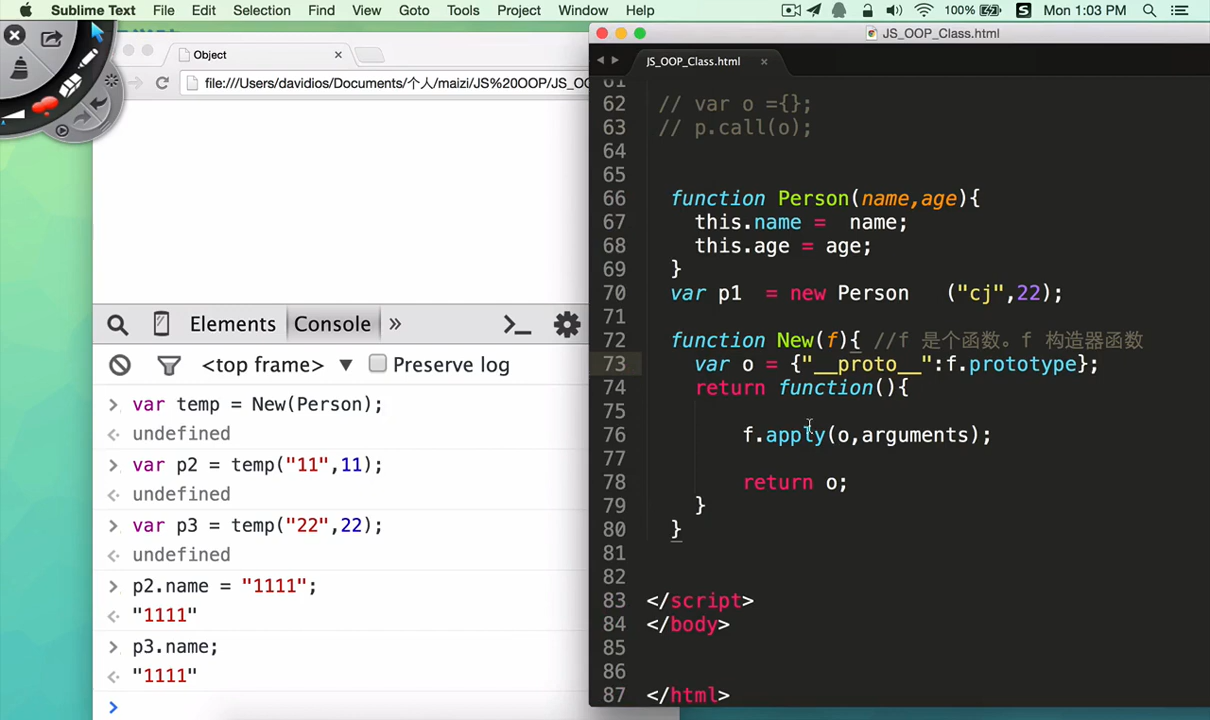 Sublime Text File Edit Selection Find View Goto Tools Project Window Help 100% Mon 1:03 PM
Object
file:///Users/davidios/Documents/个人/maizi/JS%20OOP/JS_OO
Elements Console »
<top frame> ▼ Preserve log
> var temp = New(Person);
< undefined
> var p2 = temp("11",11);
< undefined
> var p3 = temp("22",22);
< undefined
> p2.name = "1111";
< "1111"
> p3.name;
< "1111"
>
JS_OOP_Class.html
JS_OOP_Class.html
61
62 // var o ={};
63 // p.call(o);
64
65
66 function Person(name,age){
67 this.name =  name;
68 this.age = age;
69 }
70 var p1  = new Person   ("cj",22);
71
72 function New(f){ //f 是个函数。f 构造器函数
73 var o = {"__proto__":f.prototype};
74 return function(){
75
76 f.apply(o,arguments);
77
78 return o;
79 }
80 }
81
82
83 </script>
84 </body>
85
86
87 </html>